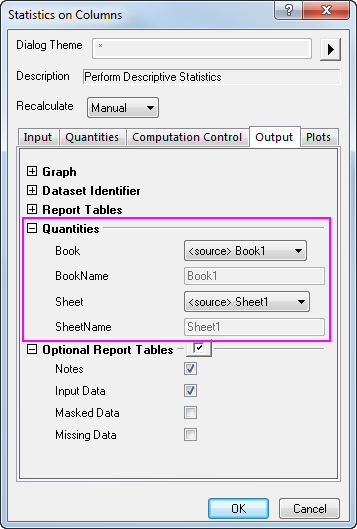 Statistics on Columns
Dialog Theme *
Description Perform Descriptive Statistics
Recalculate Manual
Input Quantities Computation Control Output Plots
Graph
Dataset Identifier
Report Tables
Quantities
Book <source> Book1
BookName Book1
Sheet <source> Sheet1
SheetName Sheet1
Optional Report Tables
Notes
Input Data
Masked Data
Missing Data
OK Cancel